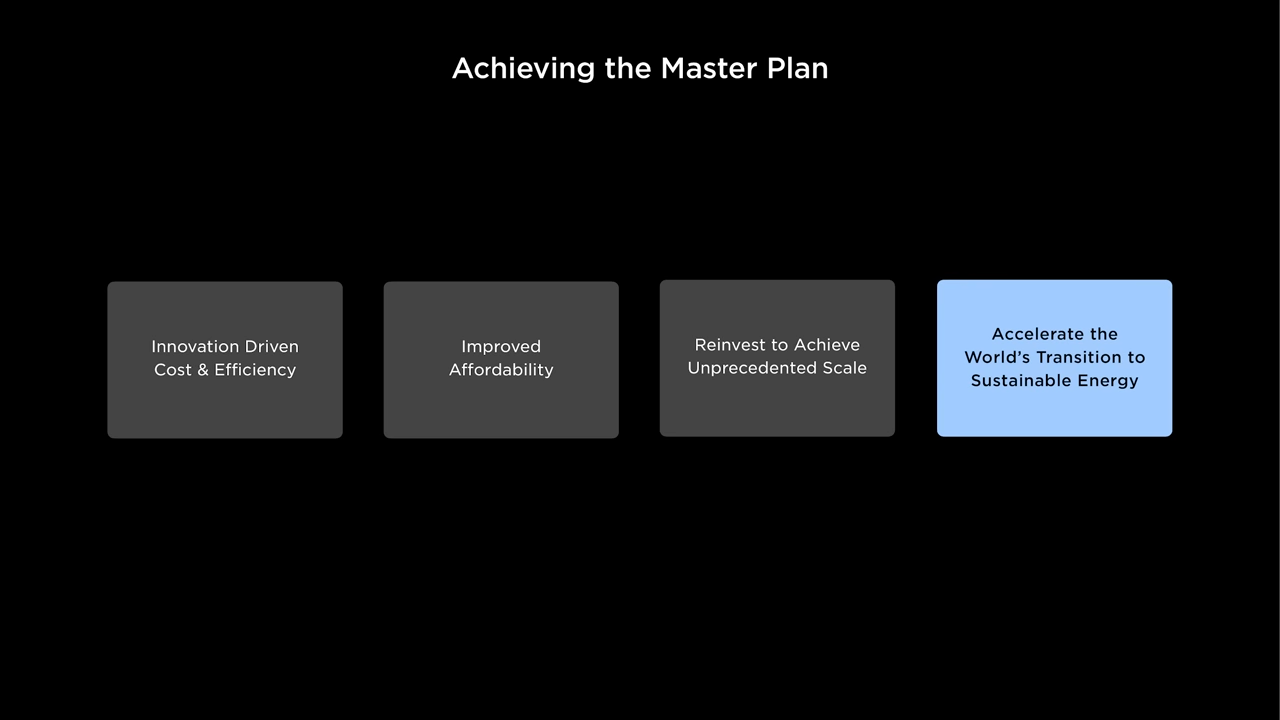 Achieving the Master Plan
Innovation Driven
Cost & Efficiency
Improved
Affordability
Reinvest to Achieve
Unprecedented Scale
Accelerate the
World’s Transition to
Sustainable Energy